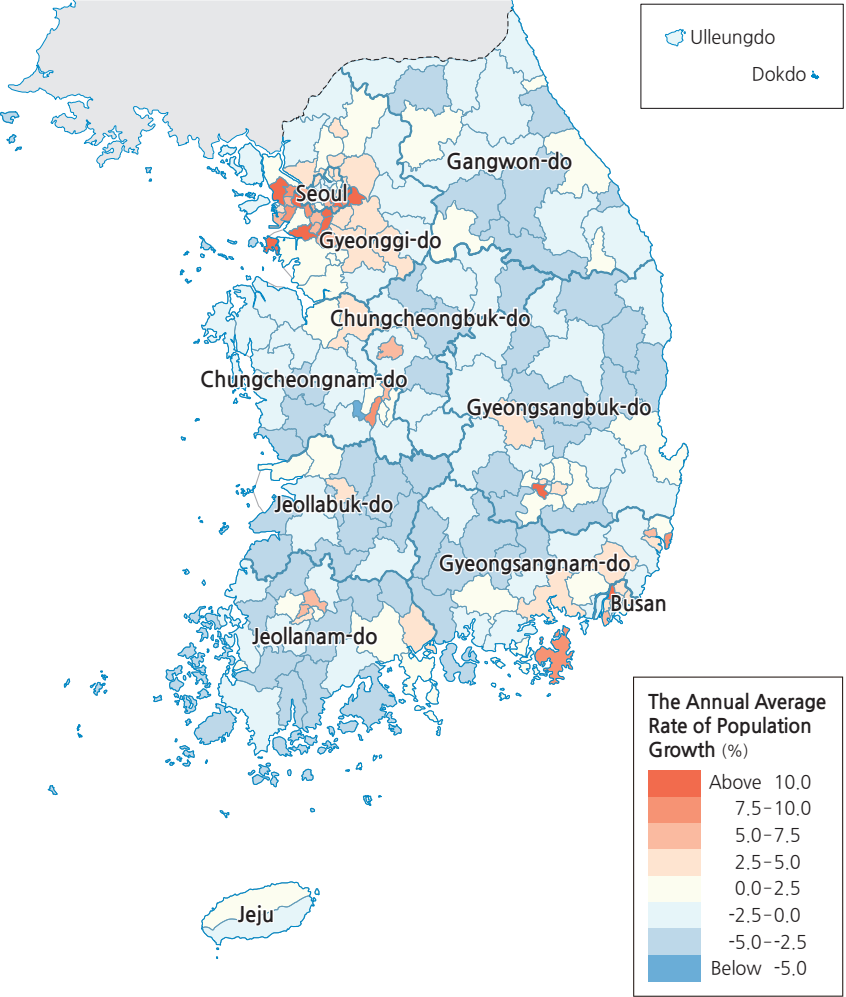 Ulleungdo
Dokdo
Gangwon-do
Seoul
Gyeonggi-do
Chungcheongbuk-do
Chungcheongnam-do
Gyeongsangbuk-do
Jeollabuk-do
Gyeongsangnam-do
Busan
Jeollanam-do
Jeju
The Annual Average
Rate of Population
Growth (%)
Above 10.0
7.5–10.0
5.0–7.5
2.5–5.0
0.0–2.5
-2.5–0.0
-5.0–-2.5
Below -5.0